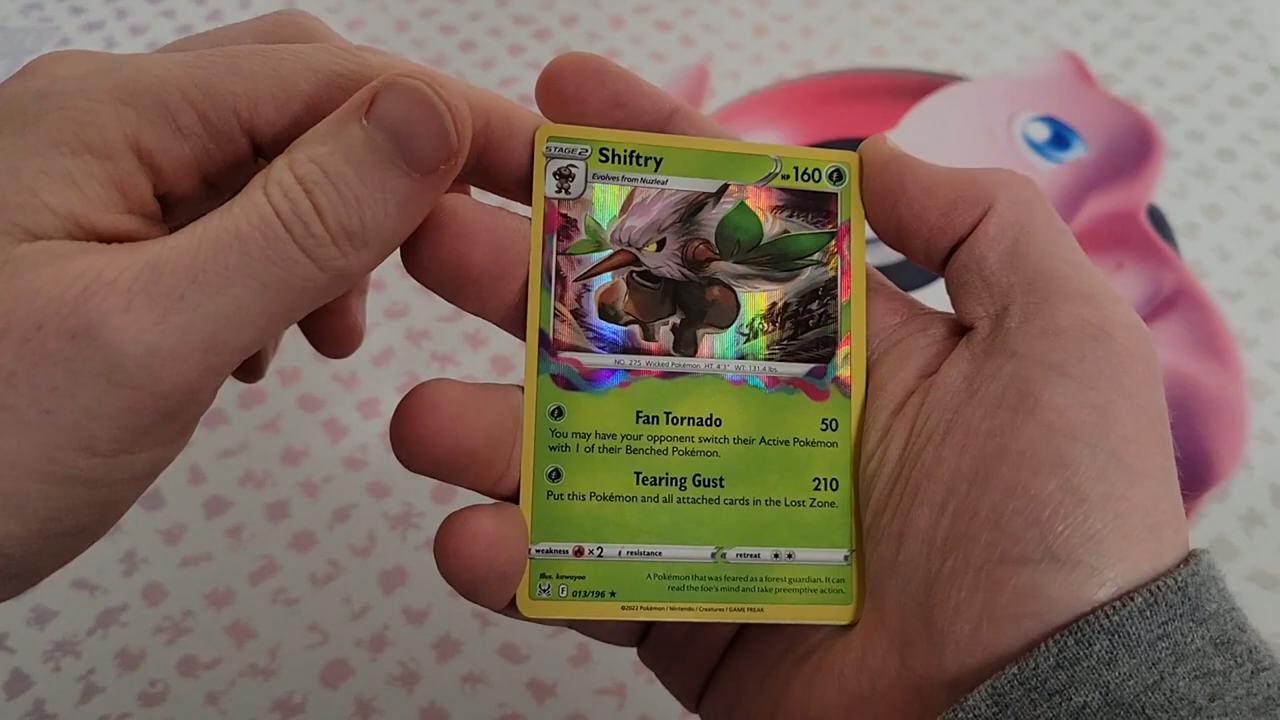 STAGE 2 Shiftry HP 160
Evolves from Nuzleaf
NO. 275 Wicked Pokémon HT: 4'3" WT: 131.4 lbs.
Fan Tornado 50
You may have your opponent switch their Active Pokémon
with 1 of their Benched Pokémon.
Tearing Gust 210
Put this Pokémon and all attached cards in the Lost Zone.
weakness ×2 resistance retreat
Illus. kawayoo
A Pokémon that was feared as a forest guardian. It can
read the foe's mind and take preemptive action.
F 013/196 ★
©2022 Pokémon / Nintendo / Creatures / GAME FREAK